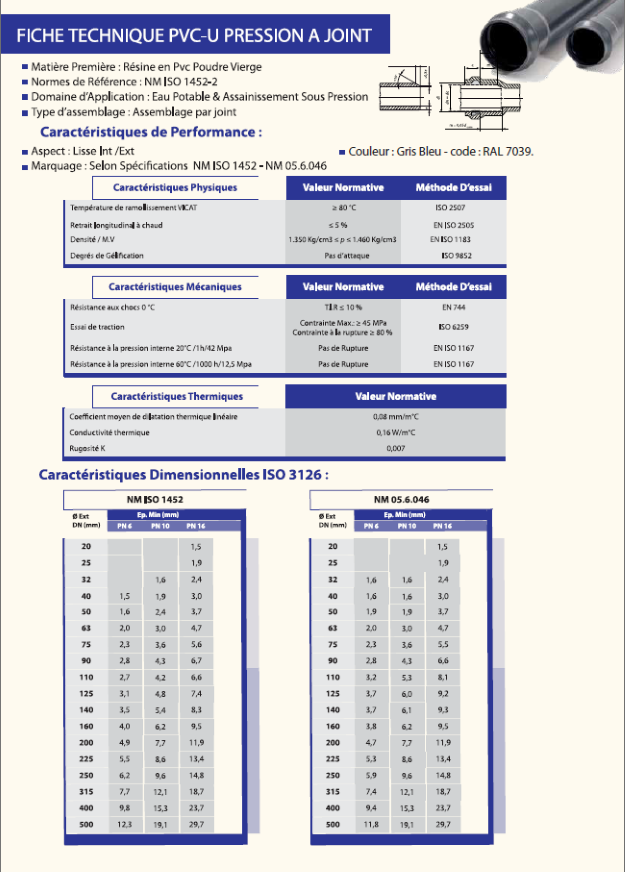 FICHE TECHNIQUE PVC-U PRESSION A JOINT
Matière Première : Résine en Pvc Poudre Vierge
Normes de Référence : NM ISO 1452-2
Domaine d'Application : Eau Potable & Assainissement Sous Pression
Type d'assemblage : Assemblage par joint
Caractéristiques de Performance :
Aspect : Lisse Int /Ext
Couleur : Gris Bleu - code : RAL 7039.
Marquage : Selon Spécifications NM ISO 1452 - NM 05.6.046
Caractéristiques Physiques Valeur Normative Méthode D'essai
Température de ramollissement VICAT ≥ 80 °C ISO 2507
Retrait longitudinal à chaud ≤ 5 % EN ISO 2505
Densité / M.V 1.350 Kg/cm3 ≤ p ≤ 1.460 Kg/cm3 EN ISO 1183
Degrés de Gélification Pas d'attaque ISO 9852
Caractéristiques Mécaniques Valeur Normative Méthode D'essai
Résistance aux chocs 0 °C T.I.R ≤ 10 % EN 744
Essai de traction Contrainte Max.: ≥ 45 MPa ISO 6259
Contrainte à la rupture ≥ 80 %
Résistance à la pression interne 20°C /1h/42 Mpa Pas de Rupture EN ISO 1167
Résistance à la pression interne 60°C /1000 h/12,5 Mpa Pas de Rupture EN ISO 1167
Caractéristiques Thermiques Valeur Normative
Coefficient moyen de dilatation thermique linéaire 0,08 mm/m°C
Conductivité thermique 0,16 W/m°C
Rugosité K 0,007
Caractéristiques Dimensionnelles ISO 3126 :
NM ISO 1452
Ø Ext Ep. Min (mm)
DN (mm) PN 6 PN 10 PN 16
20 1,5
25 1,9
32 1,6 2,4
40 1,5 1,9 3,0
50 1,6 2,4 3,7
63 2,0 3,0 4,7
75 2,3 3,6 5,6
90 2,8 4,3 6,7
110 2,7 4,2 6,6
125 3,1 4,8 7,4
140 3,5 5,4 8,3
160 4,0 6,2 9,5
200 4,9 7,7 11,9
225 5,5 8,6 13,4
250 6,2 9,6 14,8
315 7,7 12,1 18,7
400 9,8 15,3 23,7
500 12,3 19,1 29,7
NM 05.6.046
Ø Ext Ep. Min (mm)
DN (mm) PN 6 PN 10 PN 16
20 1,5
25 1,9
32 1,6 1,6 2,4
40 1,6 1,6 3,0
50 1,9 1,9 3,7
63 2,0 3,0 4,7
75 2,3 3,6 5,5
90 2,8 4,3 6,6
110 3,2 5,3 8,1
125 3,7 6,0 9,2
140 3,7 6,1 9,3
160 3,8 6,2 9,5
200 4,7 7,7 11,9
225 5,3 8,6 13,4
250 5,9 9,6 14,8
315 7,4 12,1 18,7
400 9,4 15,3 23,7
500 11,8 19,1 29,7